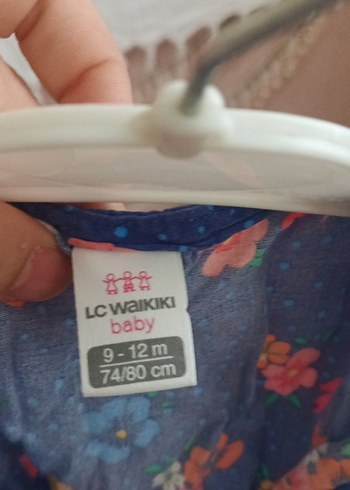 LC WAIKIKI
baby
9 - 12 m
74/80 cm